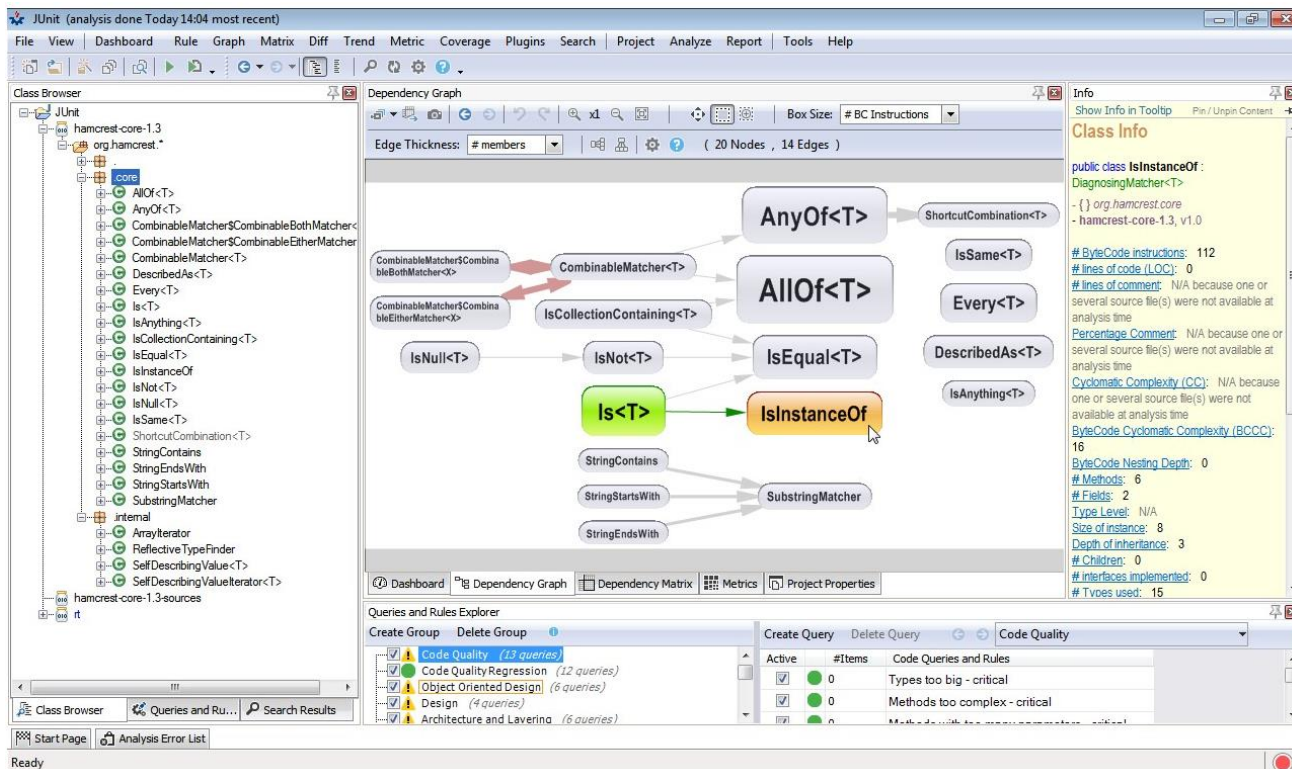 JUnit (analysis done Today 14:04 most recent)
File View Dashboard Rule Graph Matrix Diff Trend Metric Coverage Plugins Search Project Analyze Report Tools Help
Class Browser
JUnit
hamcrest-core-1.3
org.hamcrest.*
.
.core
AllOf<T>
AnyOf<T>
CombinableMatcher$CombinableBothMatcher<
CombinableMatcher$CombinableEitherMatcher
CombinableMatcher<T>
DescribedAs<T>
Every<T>
Is<T>
IsAnything<T>
IsCollectionContaining<T>
IsEqual<T>
IsInstanceOf
IsNot<T>
IsNull<T>
IsSame<T>
ShortcutCombination<T>
StringContains
StringEndsWith
StringStartsWith
SubstringMatcher
.internal
ArrayIterator
ReflectiveTypeFinder
SelfDescribingValue<T>
SelfDescribingValueIterator<T>
hamcrest-core-1.3-sources
rt
Class Browser Queries and Ru... Search Results
Dependency Graph
x1 Box Size: # BC Instructions
Edge Thickness: # members ( 20 Nodes , 14 Edges )
AnyOf<T>
ShortcutCombination<T>
CombinableMatcher$Combina
bleBothMatcher<X>
CombinableMatcher<T>
IsSame<T>
AllOf<T>
CombinableMatcher$Combina
bleEitherMatcher<X>
IsCollectionContaining<T>
Every<T>
IsNull<T>
IsNot<T>
IsEqual<T>
DescribedAs<T>
IsAnything<T>
Is<T>
IsInstanceOf
StringContains
StringStartsWith
SubstringMatcher
StringEndsWith
Dashboard Dependency Graph Dependency Matrix Metrics Project Properties
Info
Show Info in Tooltip Pin / Unpin Content
Class Info
public class IsInstanceOf :
DiagnosingMatcher<T>
- { } org.hamcrest.core
- hamcrest-core-1.3, v1.0
# ByteCode instructions: 112
# lines of code (LOC): 0
# lines of comment: N/A because one or
several source file(s) were not available at
analysis time
Percentage Comment: N/A because one or
several source file(s) were not available at
analysis time
Cyclomatic Complexity (CC): N/A because
one or several source file(s) were not
available at analysis time
ByteCode Cyclomatic Complexity (BCCC):
16
ByteCode Nesting Depth: 0
# Methods: 6
# Fields: 2
Type Level: N/A
Size of instance: 8
Depth of inheritance: 3
# Children: 0
# interfaces implemented: 0
# Types used: 15
Queries and Rules Explorer
Create Group Delete Group
Code Quality (13 queries)
Code Quality Regression (12 queries)
Object Oriented Design (6 queries)
Design (4 queries)
Architecture and Layering (6 queries)
Create Query Delete Query Code Quality
Active #Items Code Queries and Rules
0 Types too big - critical
0 Methods too complex - critical
0 Methods with too many parameters - critical
Start Page Analysis Error List
Ready